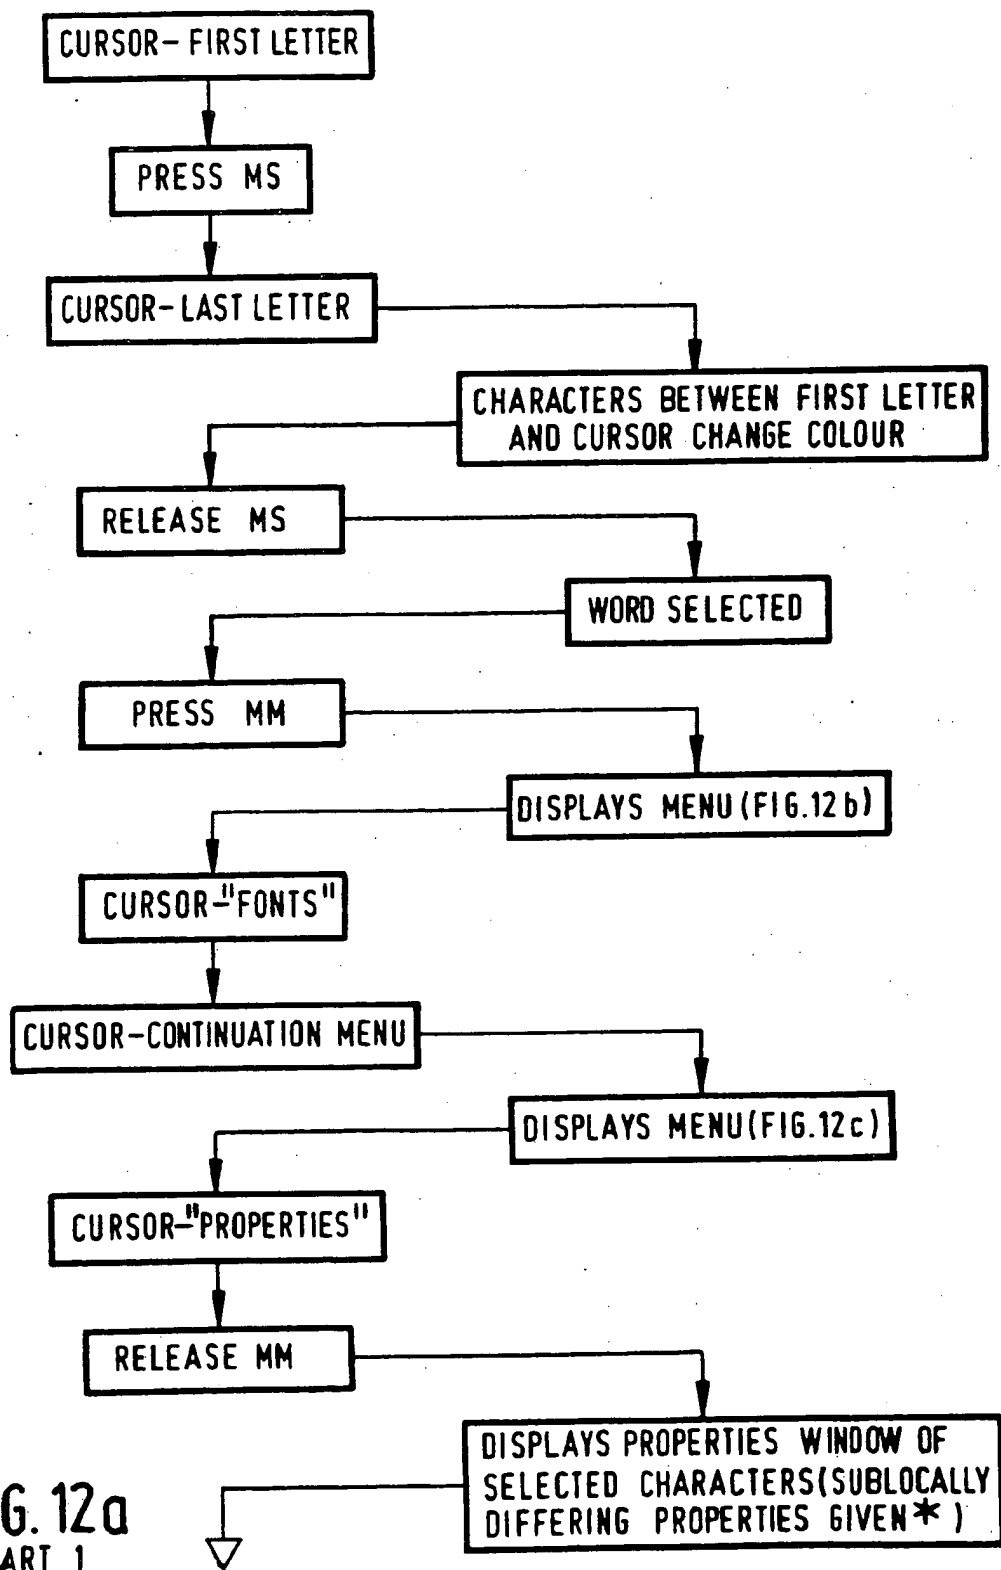 CURSOR-FIRST LETTER
PRESS MS
CURSOR-LAST LETTER
CHARACTERS BETWEEN FIRST LETTER
AND CURSOR CHANGE COLOUR
RELEASE MS
WORD SELECTED
PRESS MM
DISPLAYS MENU (FIG.12b)
CURSOR-"FONTS"
CURSOR-CONTINUATION MENU
DISPLAYS MENU (FIG.12c)
CURSOR-"PROPERTIES"
RELEASE MM
DISPLAYS PROPERTIES WINDOW OF
SELECTED CHARACTERS (SUBLOCALLY
DIFFERING PROPERTIES GIVEN*)
G. 12a
ART 1